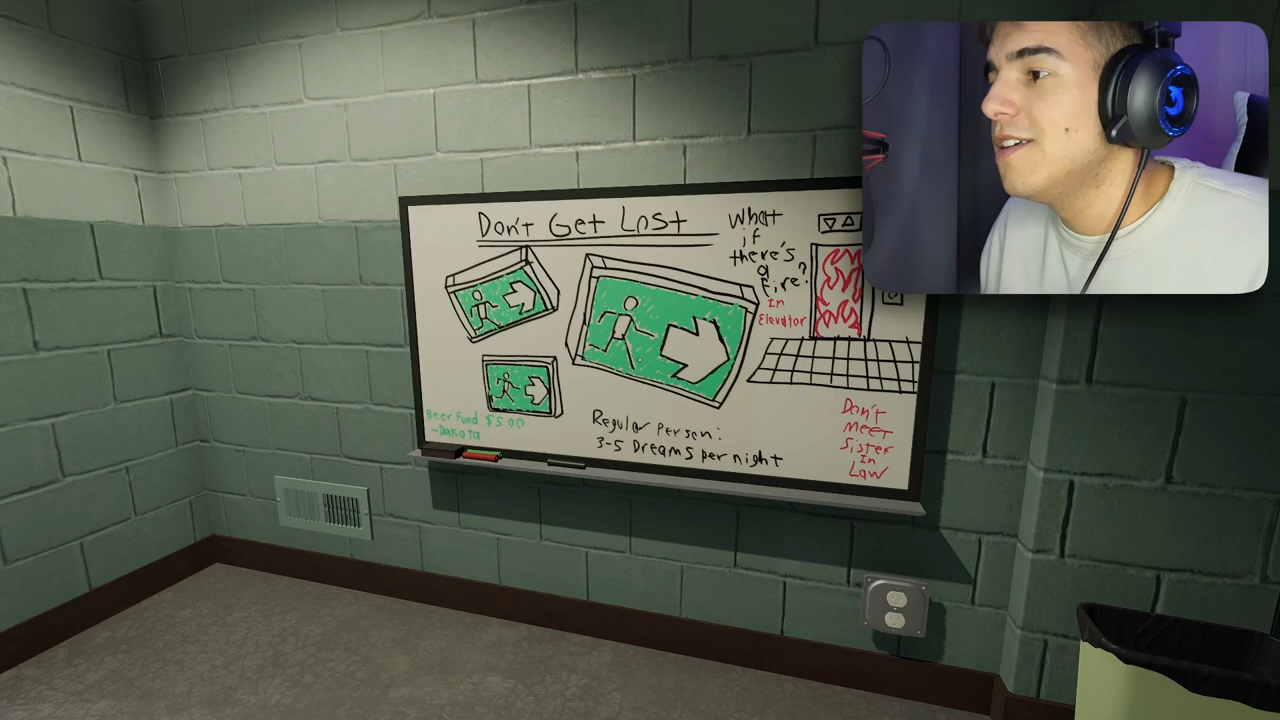 Don't Get Lost
What
if
there's
a
fire?
In
Elevator
Beer Fund: $5.00
-Dakota
Regular Person:
3-5 Dreams per night
Don't
Meet
Sister
In
Law